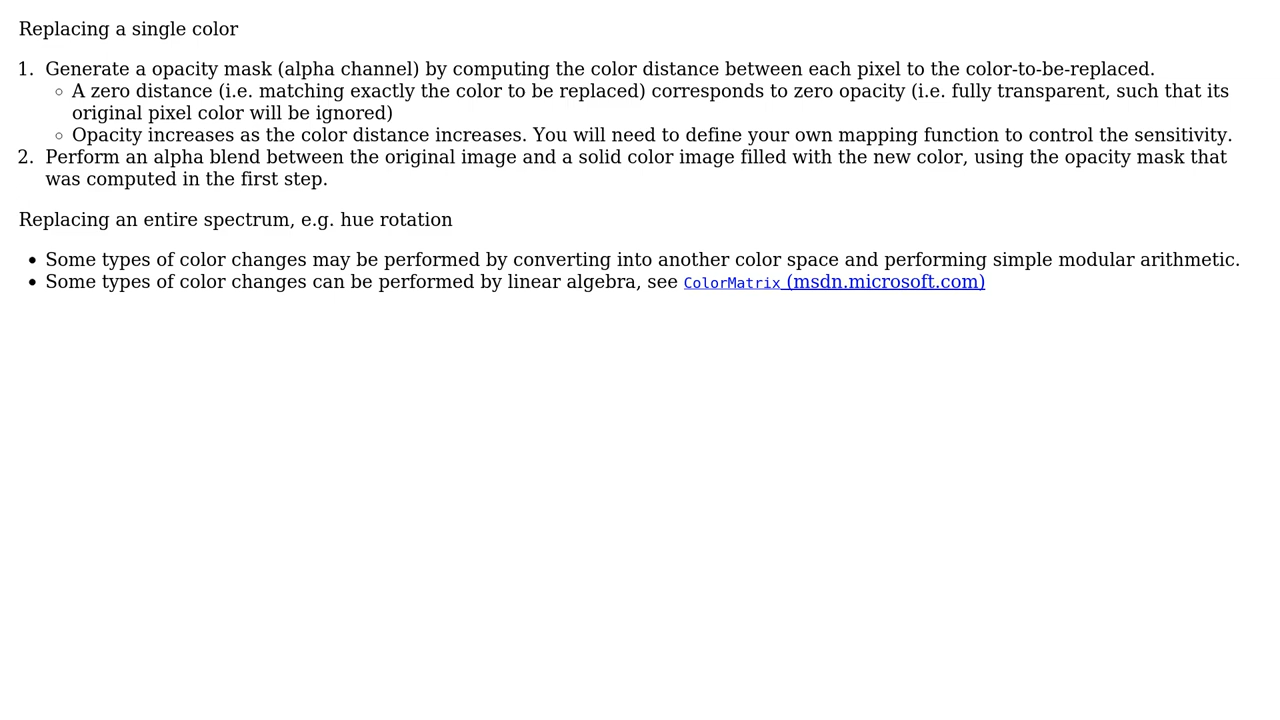 Replacing a single color
1. Generate a opacity mask (alpha channel) by computing the color distance between each pixel to the color-to-be-replaced.
○ A zero distance (i.e. matching exactly the color to be replaced) corresponds to zero opacity (i.e. fully transparent, such that its
original pixel color will be ignored)
○ Opacity increases as the color distance increases. You will need to define your own mapping function to control the sensitivity.
2. Perform an alpha blend between the original image and a solid color image filled with the new color, using the opacity mask that
was computed in the first step.
Replacing an entire spectrum, e.g. hue rotation
• Some types of color changes may be performed by converting into another color space and performing simple modular arithmetic.
• Some types of color changes can be performed by linear algebra, see ColorMatrix (msdn.microsoft.com)